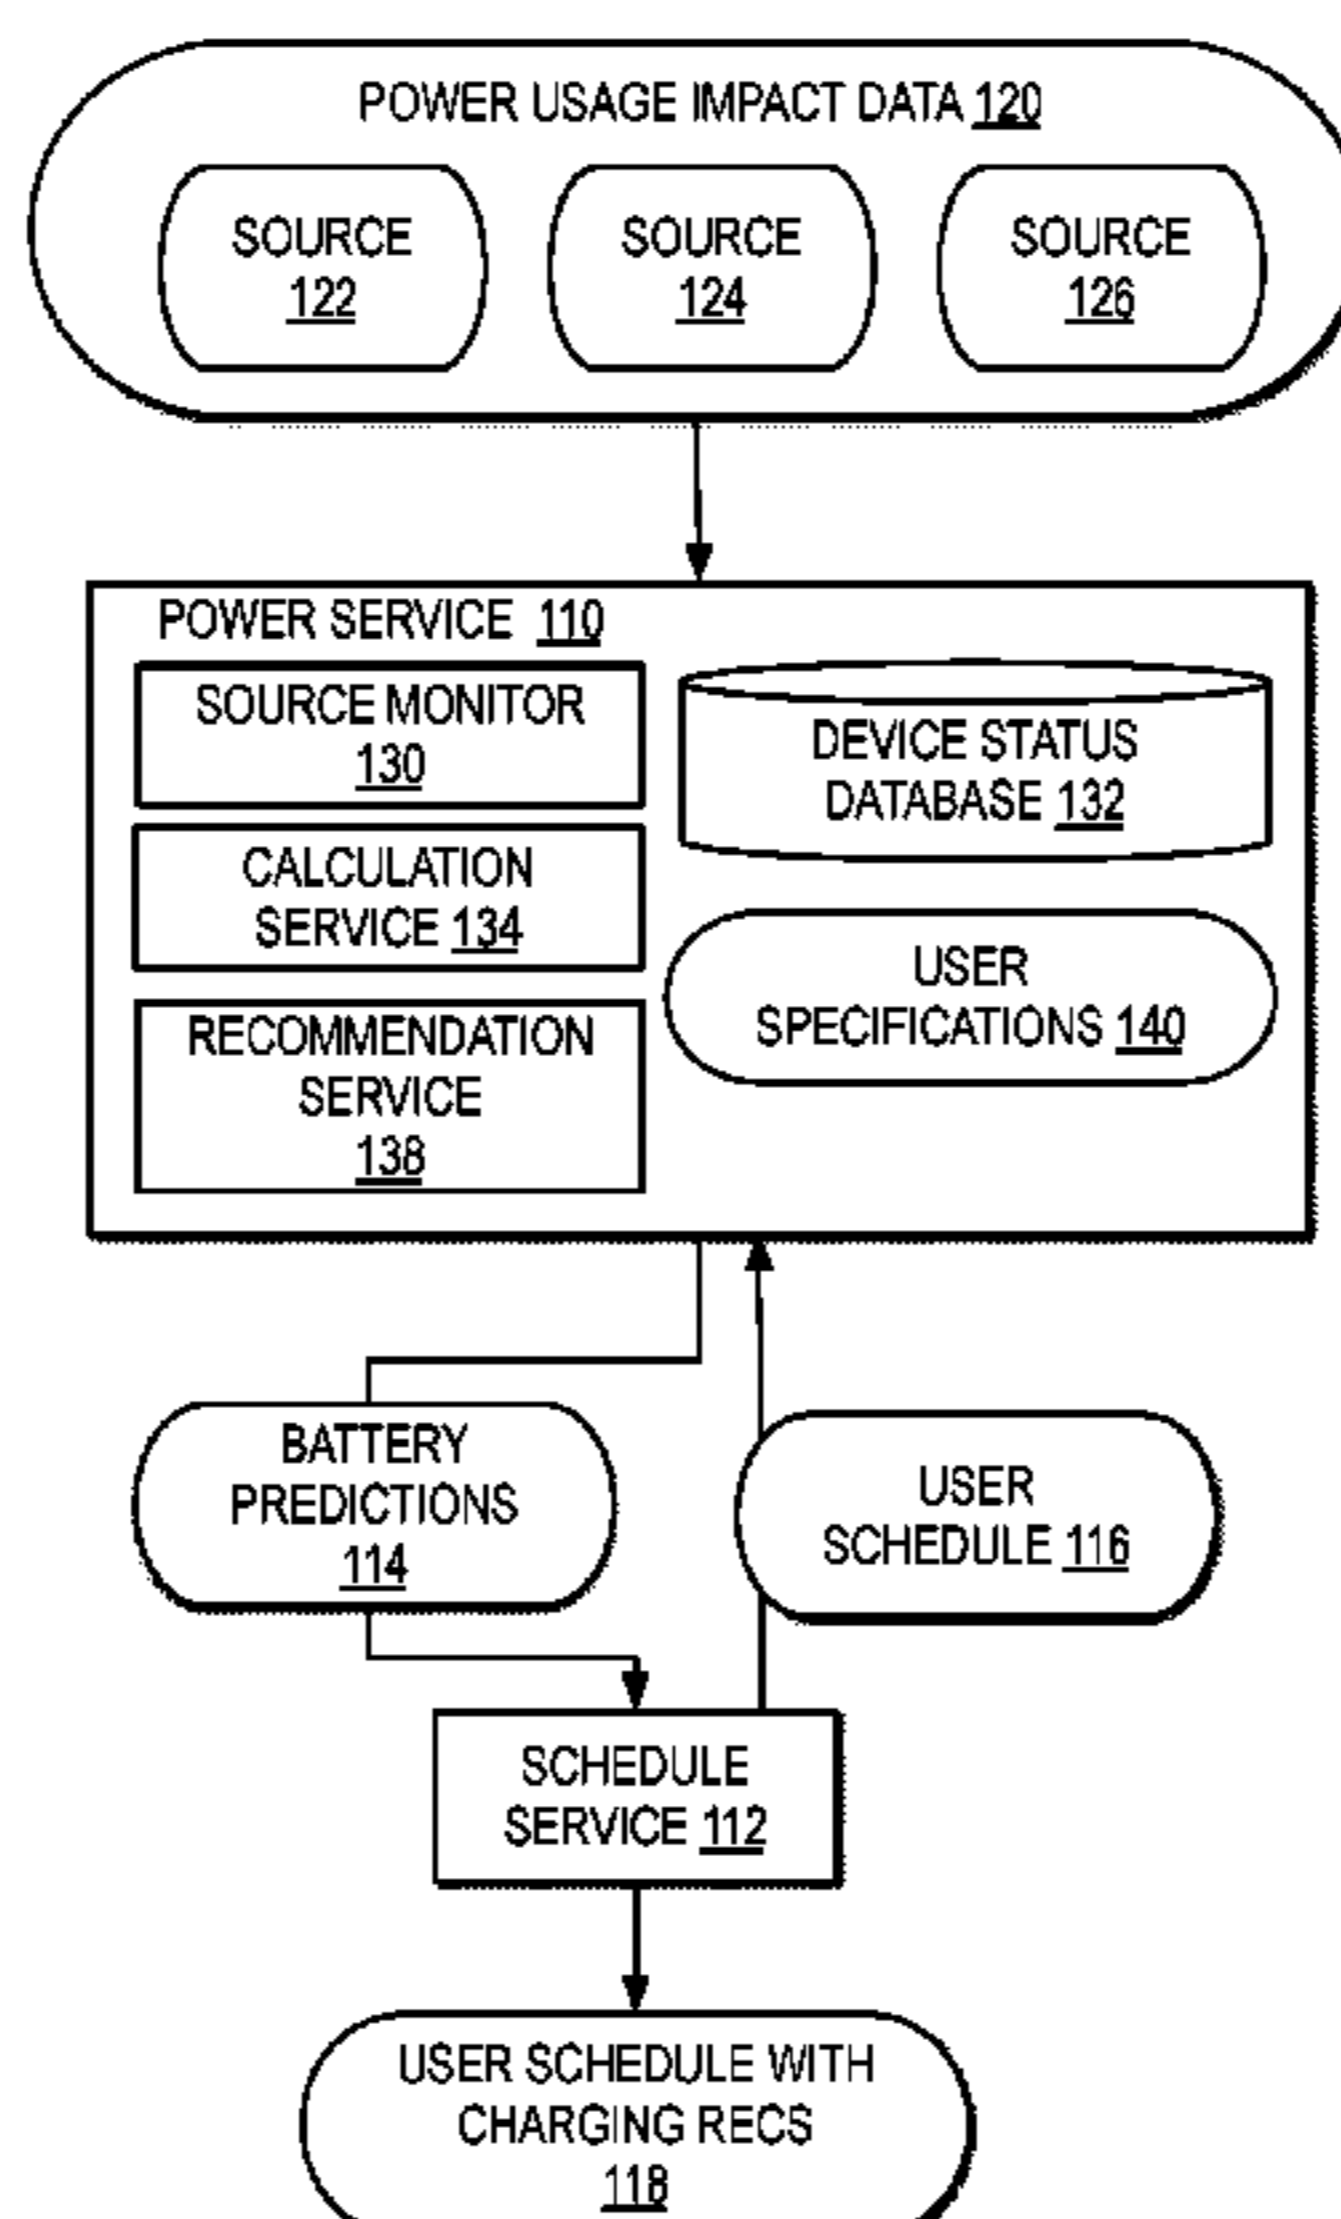 POWER USAGE IMPACT DATA 120
SOURCE
122
SOURCE
124
SOURCE
126
POWER SERVICE 110
SOURCE MONITOR
130
DEVICE STATUS
DATABASE 132
CALCULATION
SERVICE 134
USER
SPECIFICATIONS 140
RECOMMENDATION
SERVICE
138
BATTERY
PREDICTIONS
114
USER
SCHEDULE 116
SCHEDULE
SERVICE 112
USER SCHEDULE WITH
CHARGING RECS
118